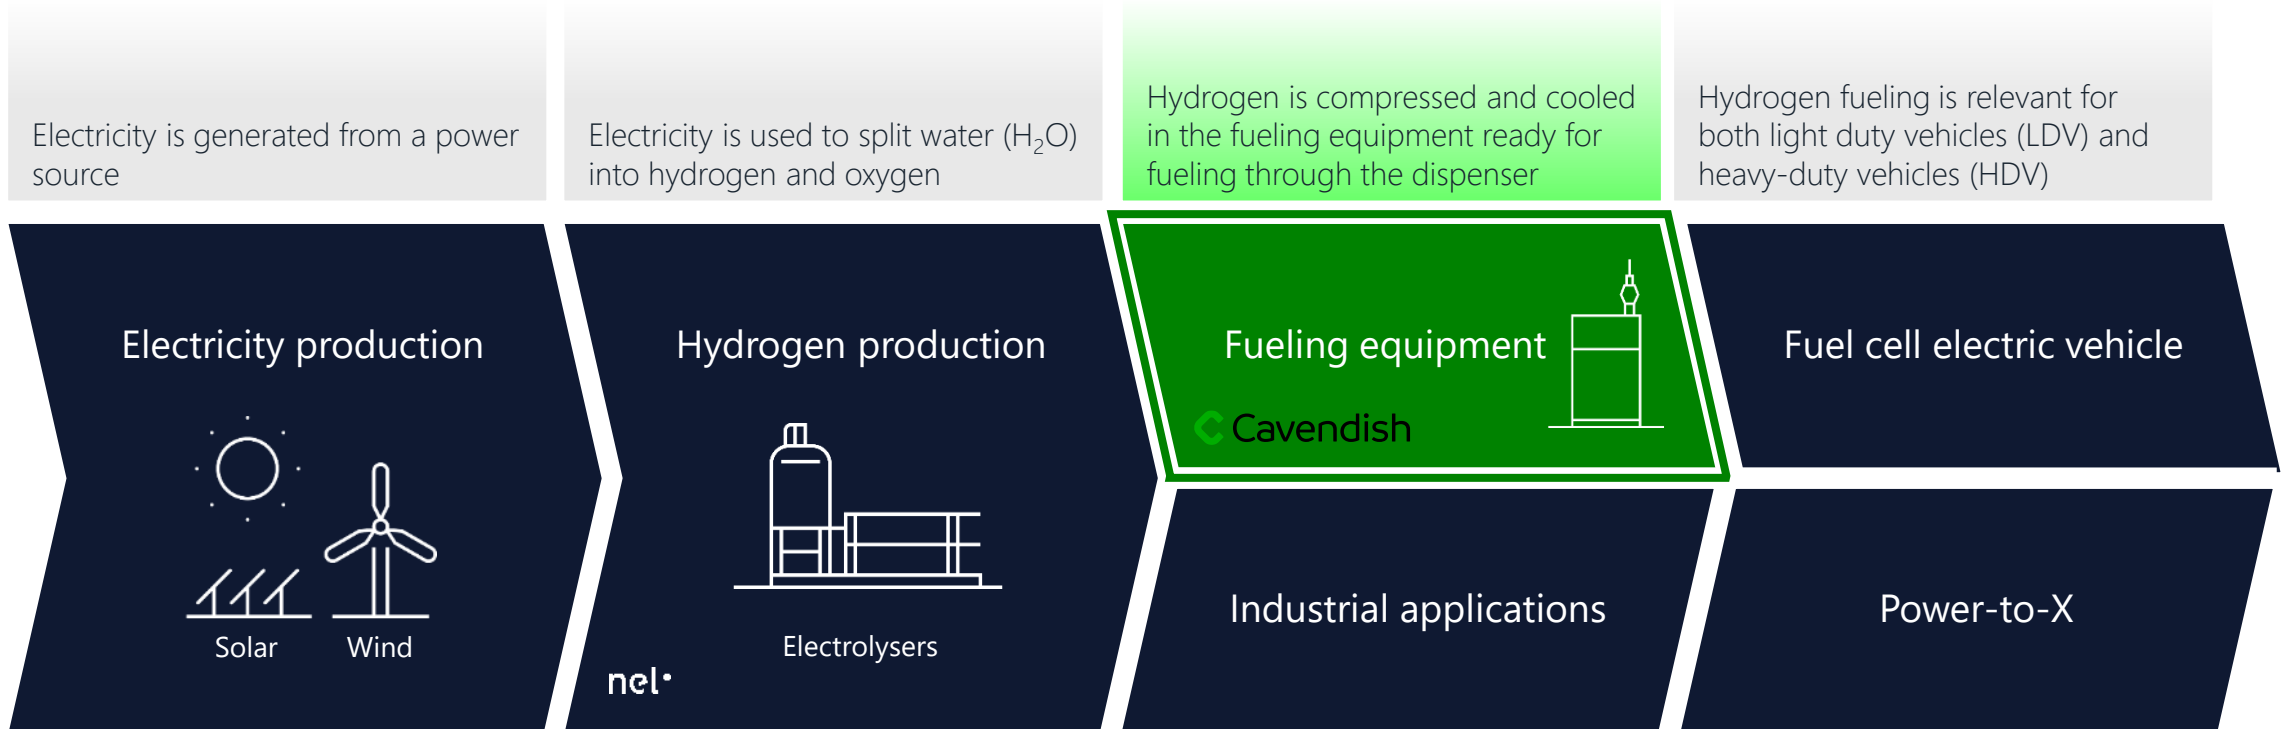 Electricity is generated from a power
source
Electricity is used to split water (H₂O)
into hydrogen and oxygen
Hydrogen is compressed and cooled
in the fueling equipment ready for
fueling through the dispenser
Hydrogen fueling is relevant for
both light duty vehicles (LDV) and
heavy-duty vehicles (HDV)
Electricity production
Solar
Wind
Hydrogen production
Electrolysers
nel
Fueling equipment
Cavendish
Fuel cell electric vehicle
Industrial applications
Power-to-X